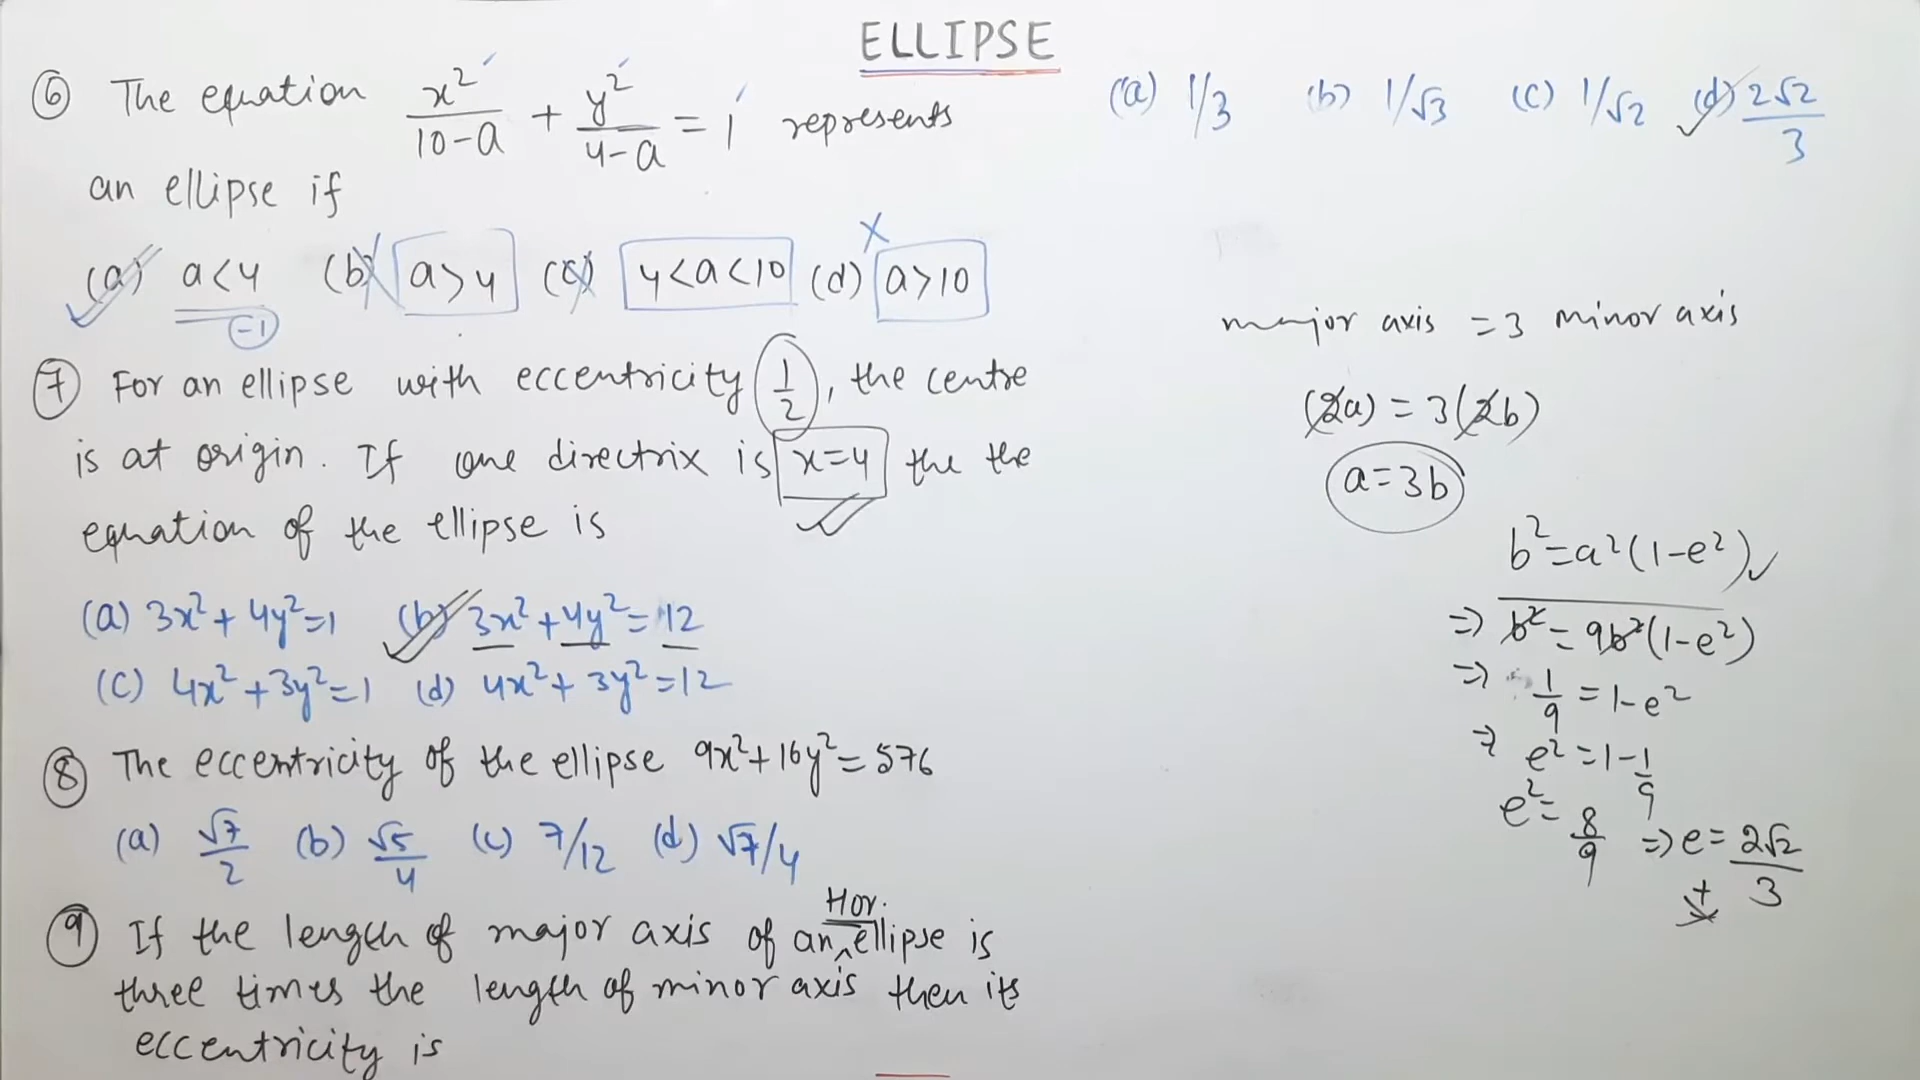 ELLIPSE
⑥ The equation x²/(10-a) + y²/(4-a) = 1 represents
an ellipse if
(a) a<4 (b) a>4 (c) 4<a<10 (d) a>10
-1
⑦ For an ellipse with eccentricity 1/2, the centre
is at origin. If one directrix is x=4 the the
equation of the ellipse is
(a) 3x²+4y²=1 (b) 3x²+4y²=12
(c) 4x²+3y²=1 (d) 4x²+3y²=12
⑧ The eccentricity of the ellipse 9x²+16y²=576
(a) √7/2 (b) √5/4 (c) 7/12 (d) √7/4
⑨ If the length of major axis of an Hor. ellipse is
three times the length of minor axis then its
eccentricity is
(a) 1/3 (b) 1/√3 (c) 1/√2 (d) 2√2/3
major axis = 3 minor axis
(2a) = 3(2b)
a=3b
b²=a²(1-e²)
⇒ b²=9b²(1-e²)
⇒ 1/9 = 1-e²
⇒ e²=1-1/9
e²=8/9 ⇒ e=2√2/3